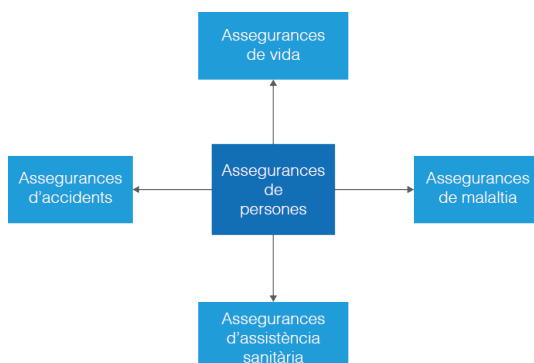 Assegurances
de vida
Assegurances
d'accidents
Assegurances
de
persones
Assegurances
de malaltia
Assegurances
d'assistència
sanitària